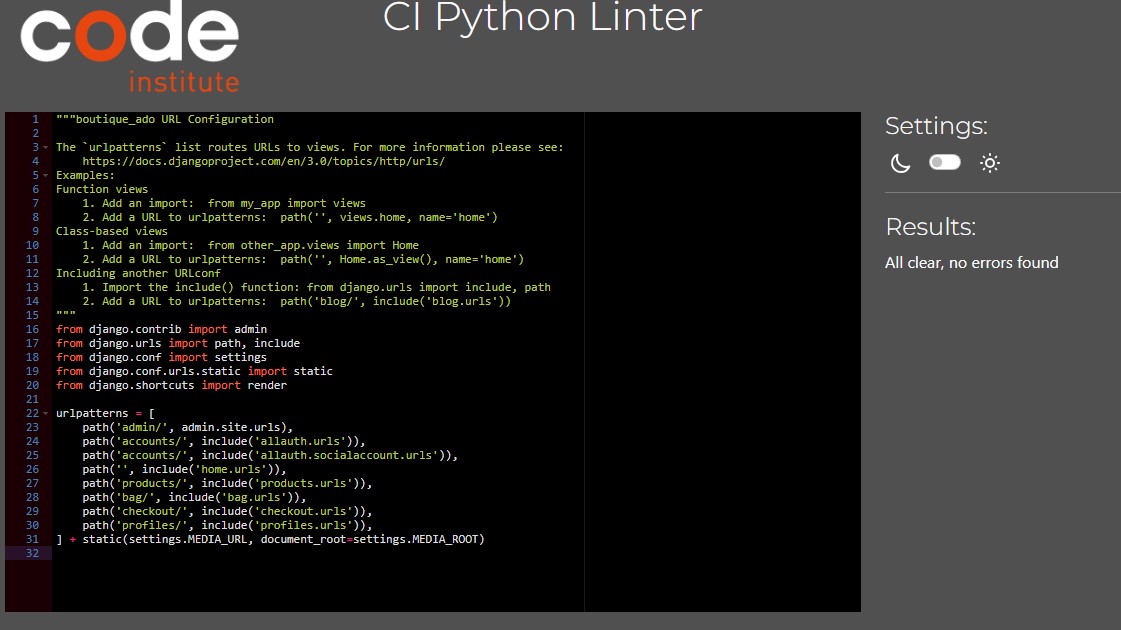 code
institute
CI Python Linter
1 """boutique_ado URL Configuration
2
3 The `urlpatterns` list routes URLs to views. For more information please see:
4     https://docs.djangoproject.com/en/3.0/topics/http/urls/
5 Examples:
6 Function views
7     1. Add an import:  from my_app import views
8     2. Add a URL to urlpatterns:  path('', views.home, name='home')
9 Class-based views
10     1. Add an import:  from other_app.views import Home
11     2. Add a URL to urlpatterns:  path('', Home.as_view(), name='home')
12 Including another URLconf
13     1. Import the include() function: from django.urls import include, path
14     2. Add a URL to urlpatterns:  path('blog/', include('blog.urls'))
15 """
16 from django.contrib import admin
17 from django.urls import path, include
18 from django.conf import settings
19 from django.conf.urls.static import static
20 from django.shortcuts import render
21
22 urlpatterns = [
23     path('admin/', admin.site.urls),
24     path('accounts/', include('allauth.urls')),
25     path('accounts/', include('allauth.socialaccount.urls')),
26     path('', include('home.urls')),
27     path('products/', include('products.urls')),
28     path('bag/', include('bag.urls')),
29     path('checkout/', include('checkout.urls')),
30     path('profiles/', include('profiles.urls')),
31 ] + static(settings.MEDIA_URL, document_root=settings.MEDIA_ROOT)
32
Settings:
Results:
All clear, no errors found